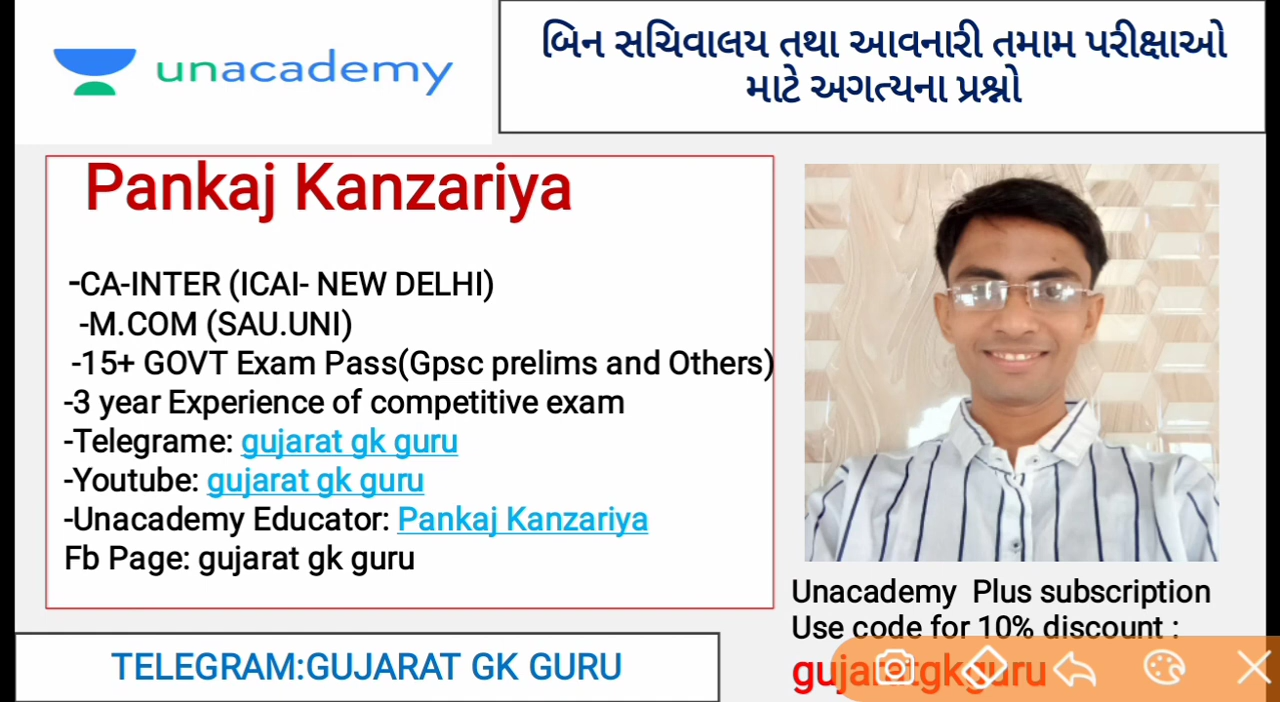 unacademy
બિન સચિવાલય તથા આવનારી તમામ પરીક્ષાઓ
માટે અગત્યના પ્રશ્નો
Pankaj Kanzariya
-CA-INTER (ICAI- NEW DELHI)
-M.COM (SAU.UNI)
-15+ GOVT Exam Pass(Gpsc prelims and Others)
-3 year Experience of competitive exam
-Telegrame: gujarat gk guru
-Youtube: gujarat gk guru
-Unacademy Educator: Pankaj Kanzariya
Fb Page: gujarat gk guru
Unacademy Plus subscription
Use code for 10% discount :
gujaratgkguru
TELEGRAM:GUJARAT GK GURU